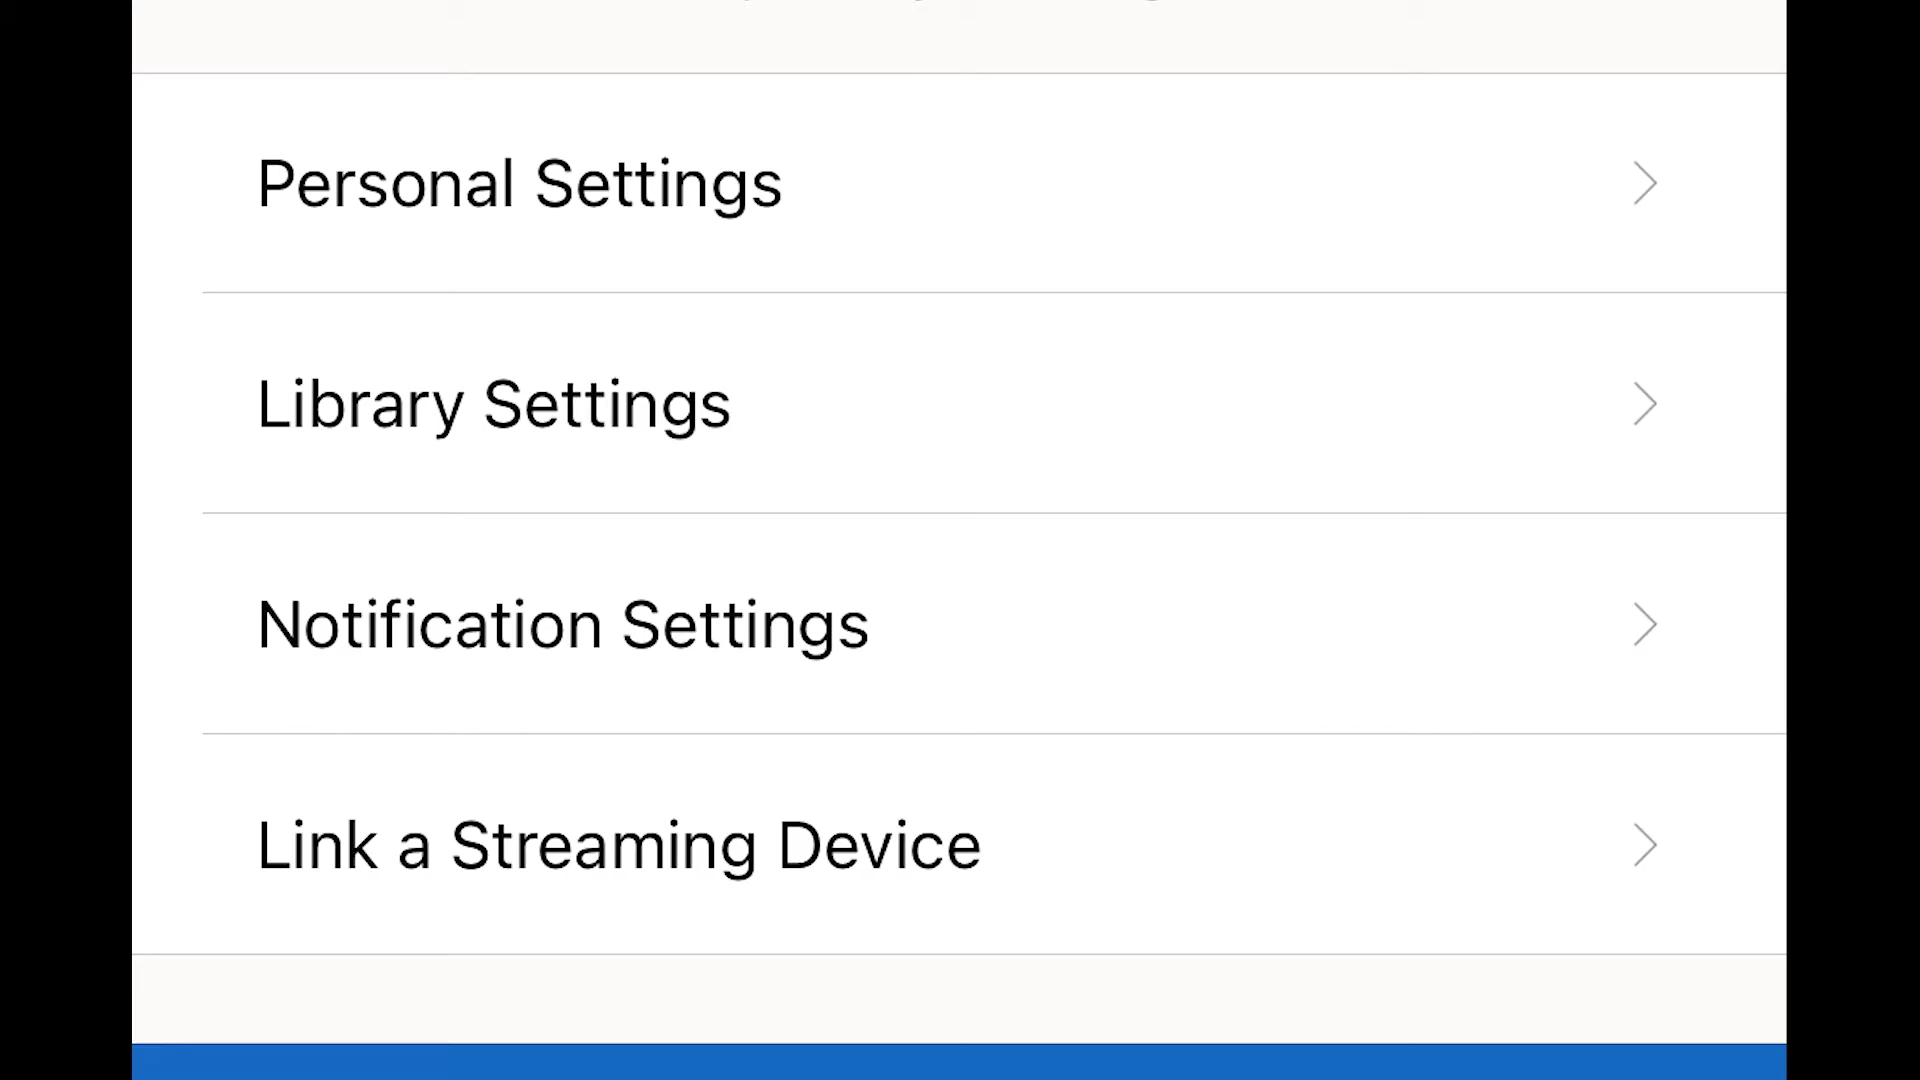 Personal Settings
Library Settings
Notification Settings
Link a Streaming Device